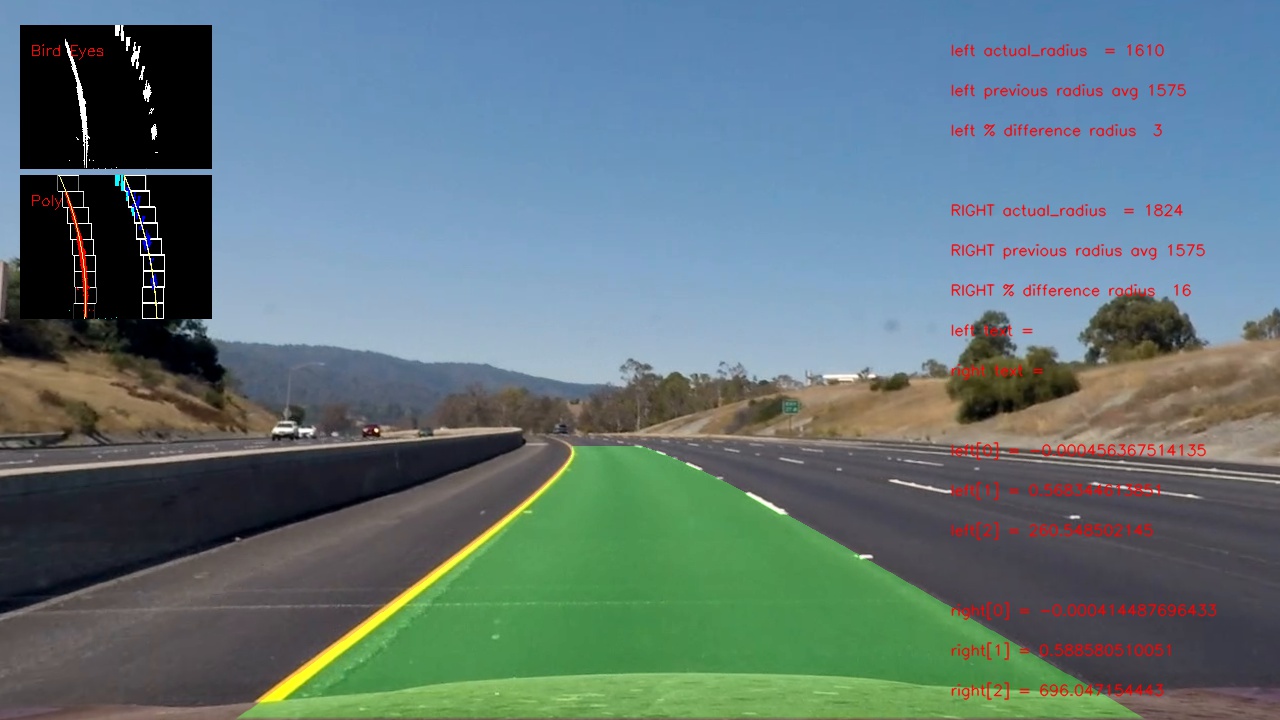 Bird Eyes
Poly
left actual_radius = 1610
left previous radius avg 1575
left % difference radius 3
RIGHT actual_radius = 1824
RIGHT previous radius avg 1575
RIGHT % difference radius 16
left text =
right text =
left[0] = -0.000456367514135
left[1] = 0.568344613851
left[2] = 260.548502145
right[0] = -0.000414487696433
right[1] = 0.588580510051
right[2] = 696.047154443